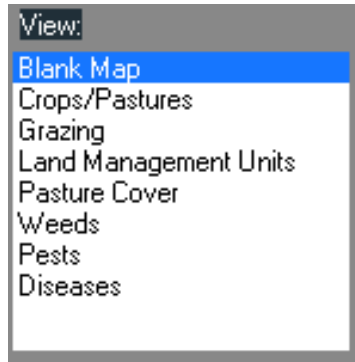 View:
Blank Map
Crops/Pastures
Grazing
Land Management Units
Pasture Cover
Weeds
Pests
Diseases